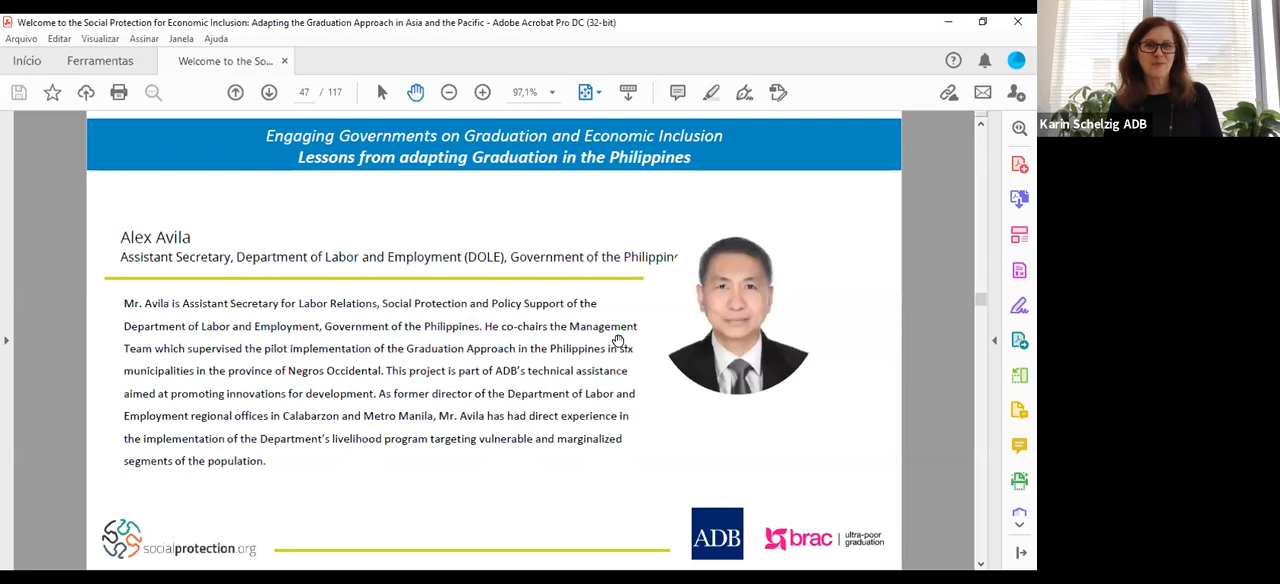 Welcome to the Social Protection for Economic Inclusion: Adapting the Graduation Approach in Asia and the Pacific - Adobe Acrobat Pro DC (32-bit)
Arquivo Editar Visualizar Assinar Janela Ajuda
Início Ferramentas Welcome to the So...
47 / 117 97,1%
Karin Schelzig ADB
Engaging Governments on Graduation and Economic Inclusion
Lessons from adapting Graduation in the Philippines
Alex Avila
Assistant Secretary, Department of Labor and Employment (DOLE), Government of the Philippin
Mr. Avila is Assistant Secretary for Labor Relations, Social Protection and Policy Support of the
Department of Labor and Employment, Government of the Philippines. He co-chairs the Management
Team which supervised the pilot implementation of the Graduation Approach in the Philippines in six
municipalities in the province of Negros Occidental. This project is part of ADB's technical assistance
aimed at promoting innovations for development. As former director of the Department of Labor and
Employment regional offices in Calabarzon and Metro Manila, Mr. Avila has had direct experience in
the implementation of the Department's livelihood program targeting vulnerable and marginalized
segments of the population.
socialprotection.org
ADB
brac ultra-poor
graduation